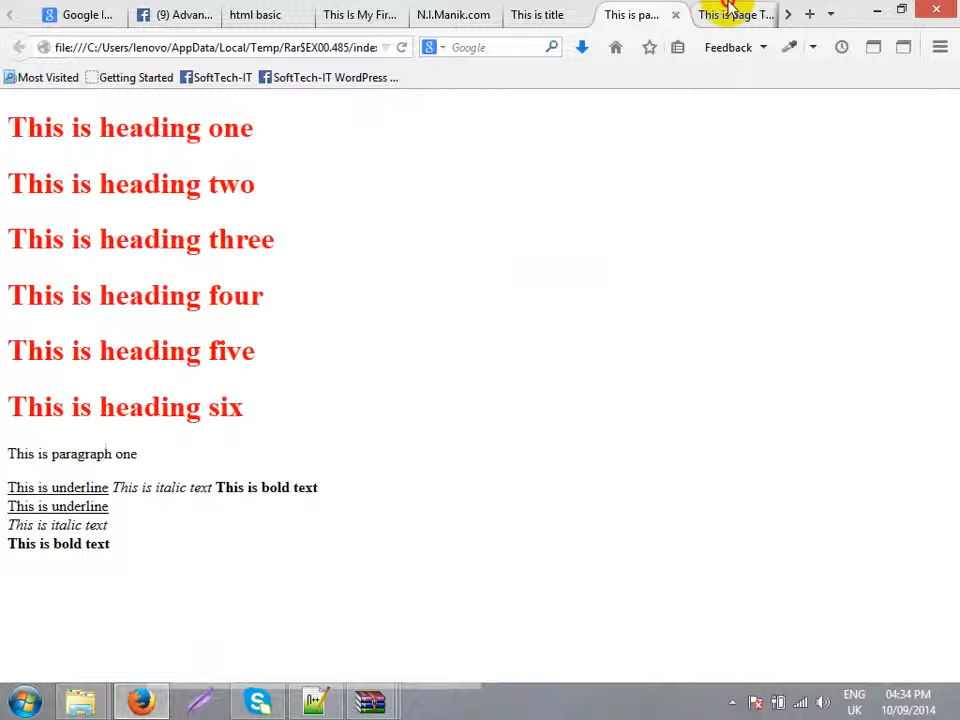 Google I...
(9) Advan...
html basic
This Is My Fir...
N.I.Manik.com
This is title
This is pa...
This is Page T...
file:///C:/Users/lenovo/AppData/Local/Temp/Rar$EX00.485/index
Google
Feedback
Most Visited
Getting Started
SoftTech-IT
SoftTech-IT WordPress ...
This is heading one
This is heading two
This is heading three
This is heading four
This is heading five
This is heading six
This is paragraph one
This is underline This is italic text This is bold text
This is underline
This is italic text
This is bold text
ENG 04:34 PM
UK 10/09/2014